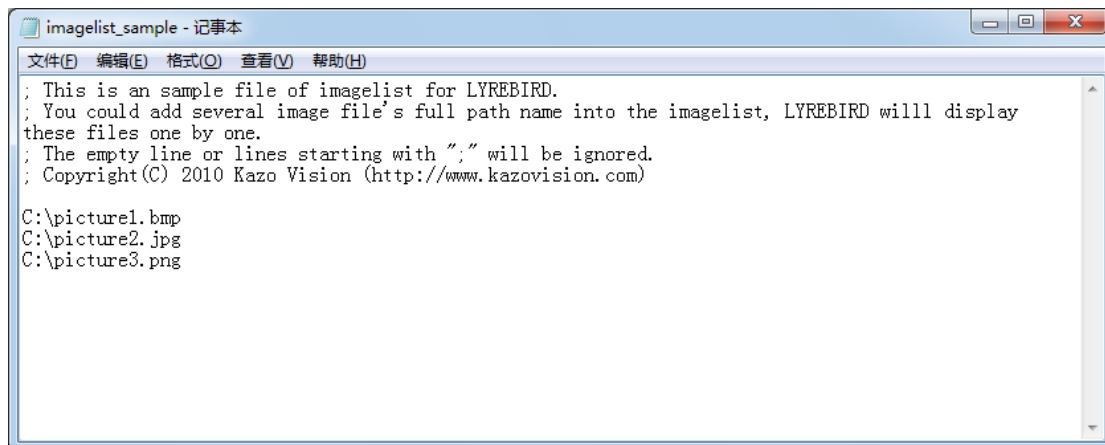 imagelist_sample - 记事本
文件(F) 编辑(E) 格式(O) 查看(V) 帮助(H)
; This is an sample file of imagelist for LYREBIRD.
; You could add several image file's full path name into the imagelist, LYREBIRD willl display
these files one by one.
; The empty line or lines starting with ";" will be ignored.
; Copyright(C) 2010 Kazo Vision (http://www.kazovision.com)
C:\picture1.bmp
C:\picture2.jpg
C:\picture3.png